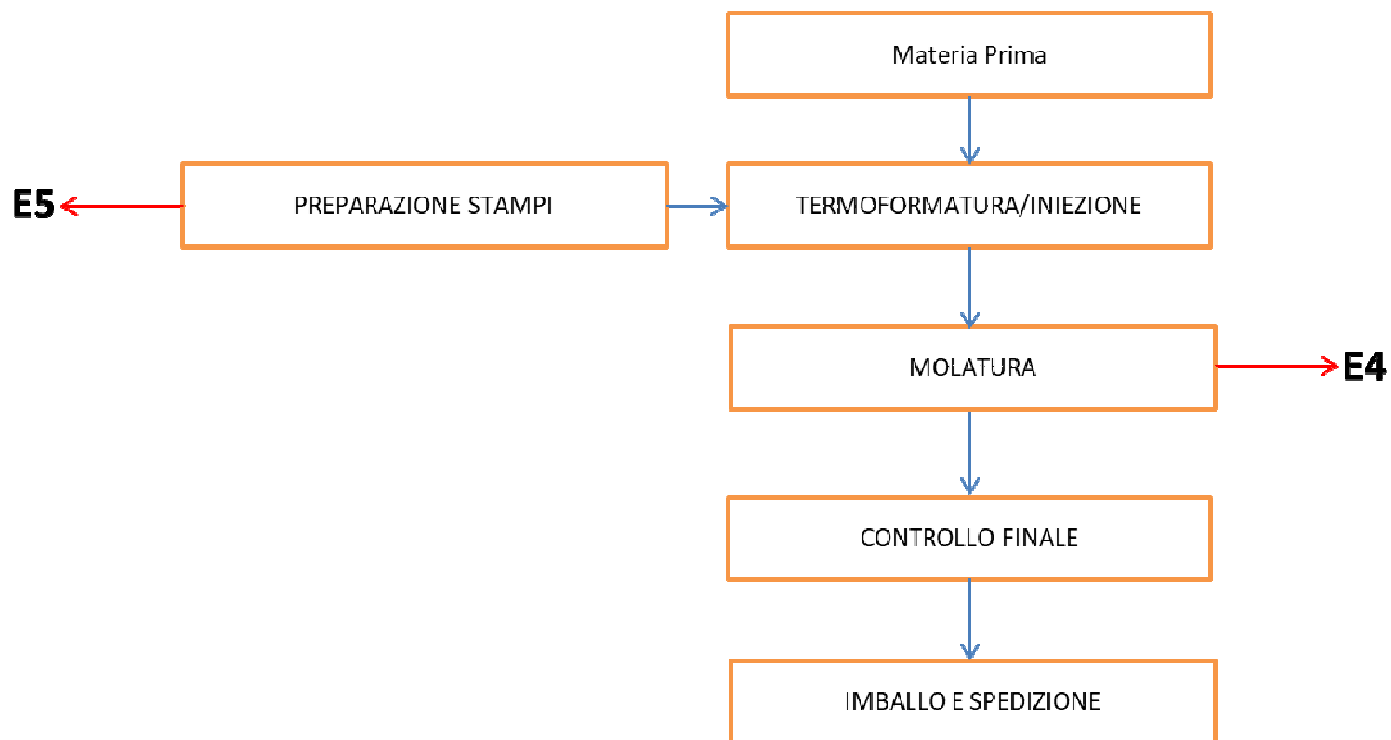 Materia Prima
E5
PREPARAZIONE STAMPI
TERMOFORMATURA/INIEZIONE
MOLATURA
E4
CONTROLLO FINALE
IMBALLO E SPEDIZIONE